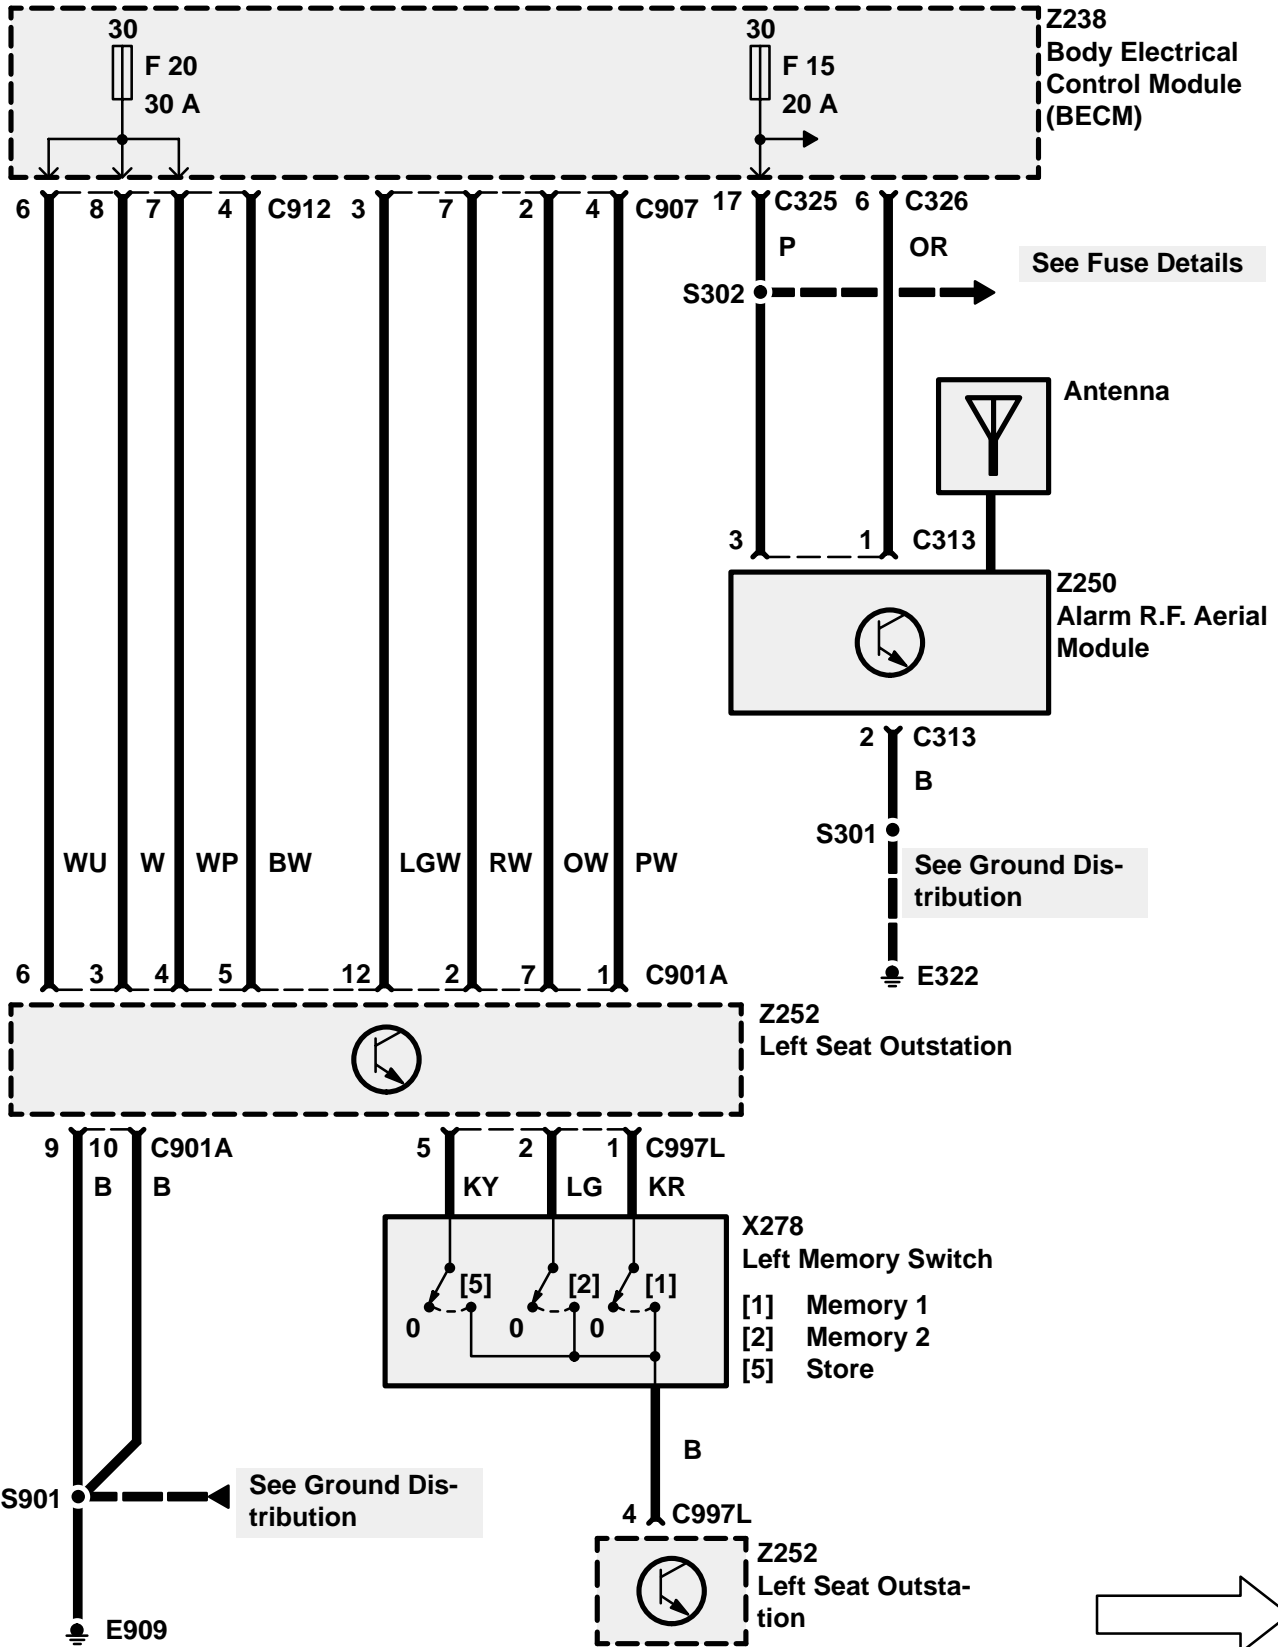 30
30
Z238
Body Electrical
Control Module
(BECM)
F 20
30 A
F 15
20 A
6 8 7 4 C912 3 7 2 4 C907 17 C325 6 C326
P
OR
See Fuse Details
S302
Antenna
3 1 C313
Z250
Alarm R.F. Aerial
Module
2 C313
B
S301
See Ground Dis-
tribution
WU W WP BW LGW RW OW PW
6 3 4 5 12 2 7 1 C901A
E322
Z252
Left Seat Outstation
9 10 C901A 5 2 1 C997L
B B KY LG KR
X278
Left Memory Switch
[5] [2] [1]
0 0 0
[1] Memory 1
[2] Memory 2
[5] Store
B
S901
See Ground Dis-
tribution
4 C997L
Z252
Left Seat Outsta-
tion
E909